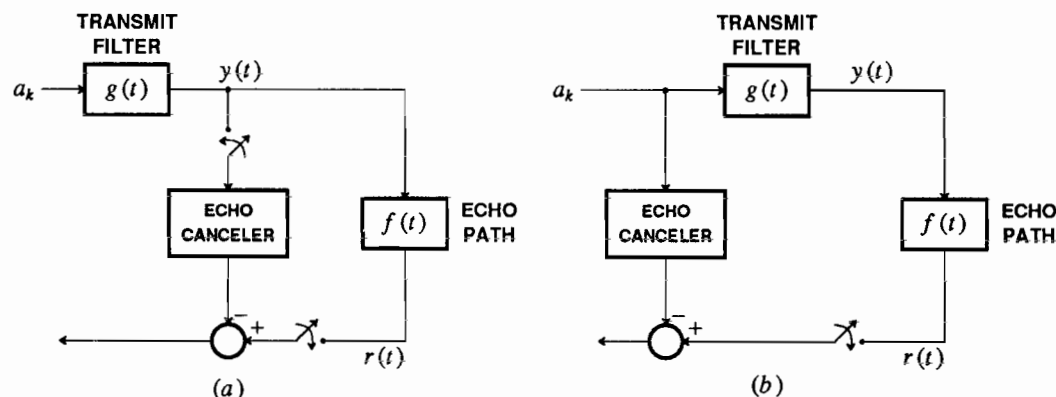 TRANSMIT
FILTER
a_k
g(t)
y(t)
ECHO
CANCELER
f(t)
ECHO
PATH
−
+
r(t)
(a)
TRANSMIT
FILTER
a_k
g(t)
y(t)
ECHO
CANCELER
f(t)
ECHO
PATH
−
+
r(t)
(b)